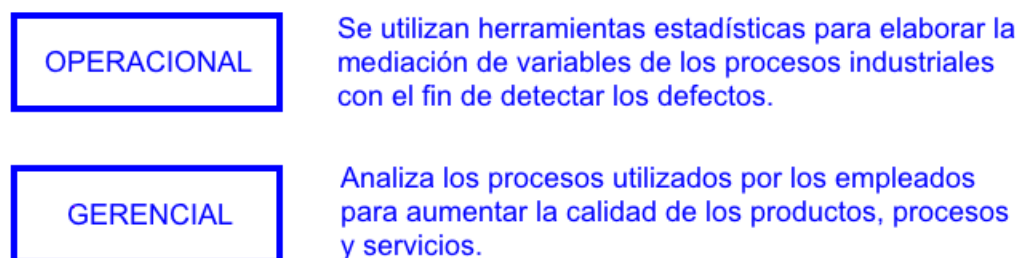 OPERACIONAL
Se utilizan herramientas estadísticas para elaborar la
mediación de variables de los procesos industriales
con el fin de detectar los defectos.
GERENCIAL
Analiza los procesos utilizados por los empleados
para aumentar la calidad de los productos, procesos
y servicios.